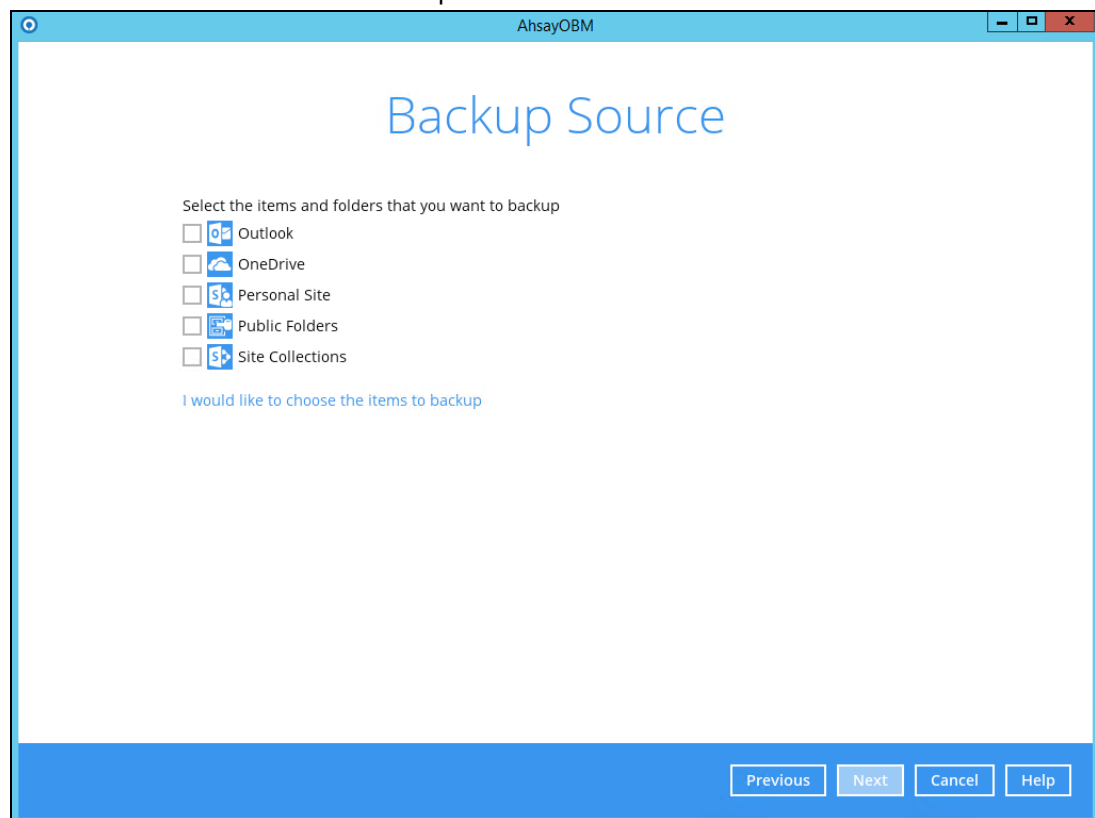 AhsayOBM
Backup Source
Select the items and folders that you want to backup
Outlook
OneDrive
Personal Site
Public Folders
Site Collections
I would like to choose the items to backup
Previous Next Cancel Help